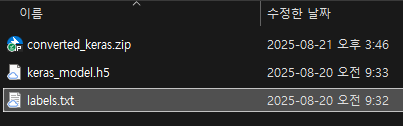 이름 수정한 날짜
converted_keras.zip 2025-08-21 오후 3:46
keras_model.h5 2025-08-20 오전 9:33
labels.txt 2025-08-20 오전 9:32